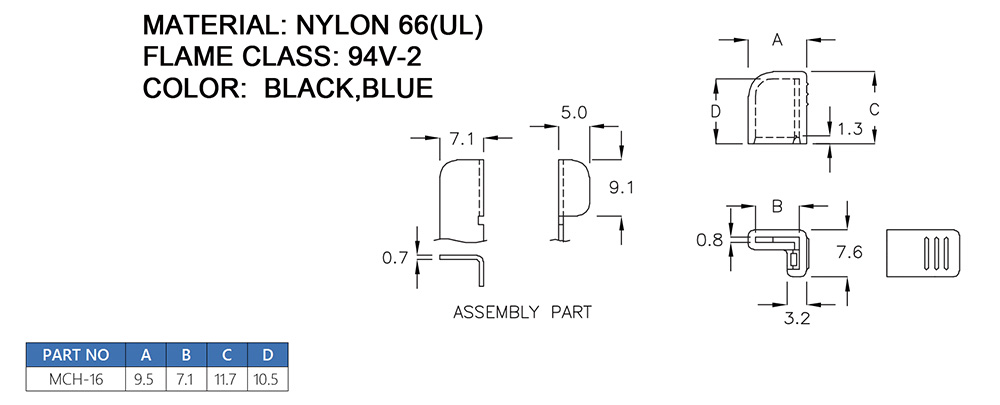 MATERIAL: NYLON 66(UL)
FLAME CLASS: 94V-2
COLOR: BLACK,BLUE
A
D
C
1.3
5.0
7.1
9.1
B
0.8
7.6
0.7
3.2
ASSEMBLY PART
PART NO A B C D
MCH-16 9.5 7.1 11.7 10.5